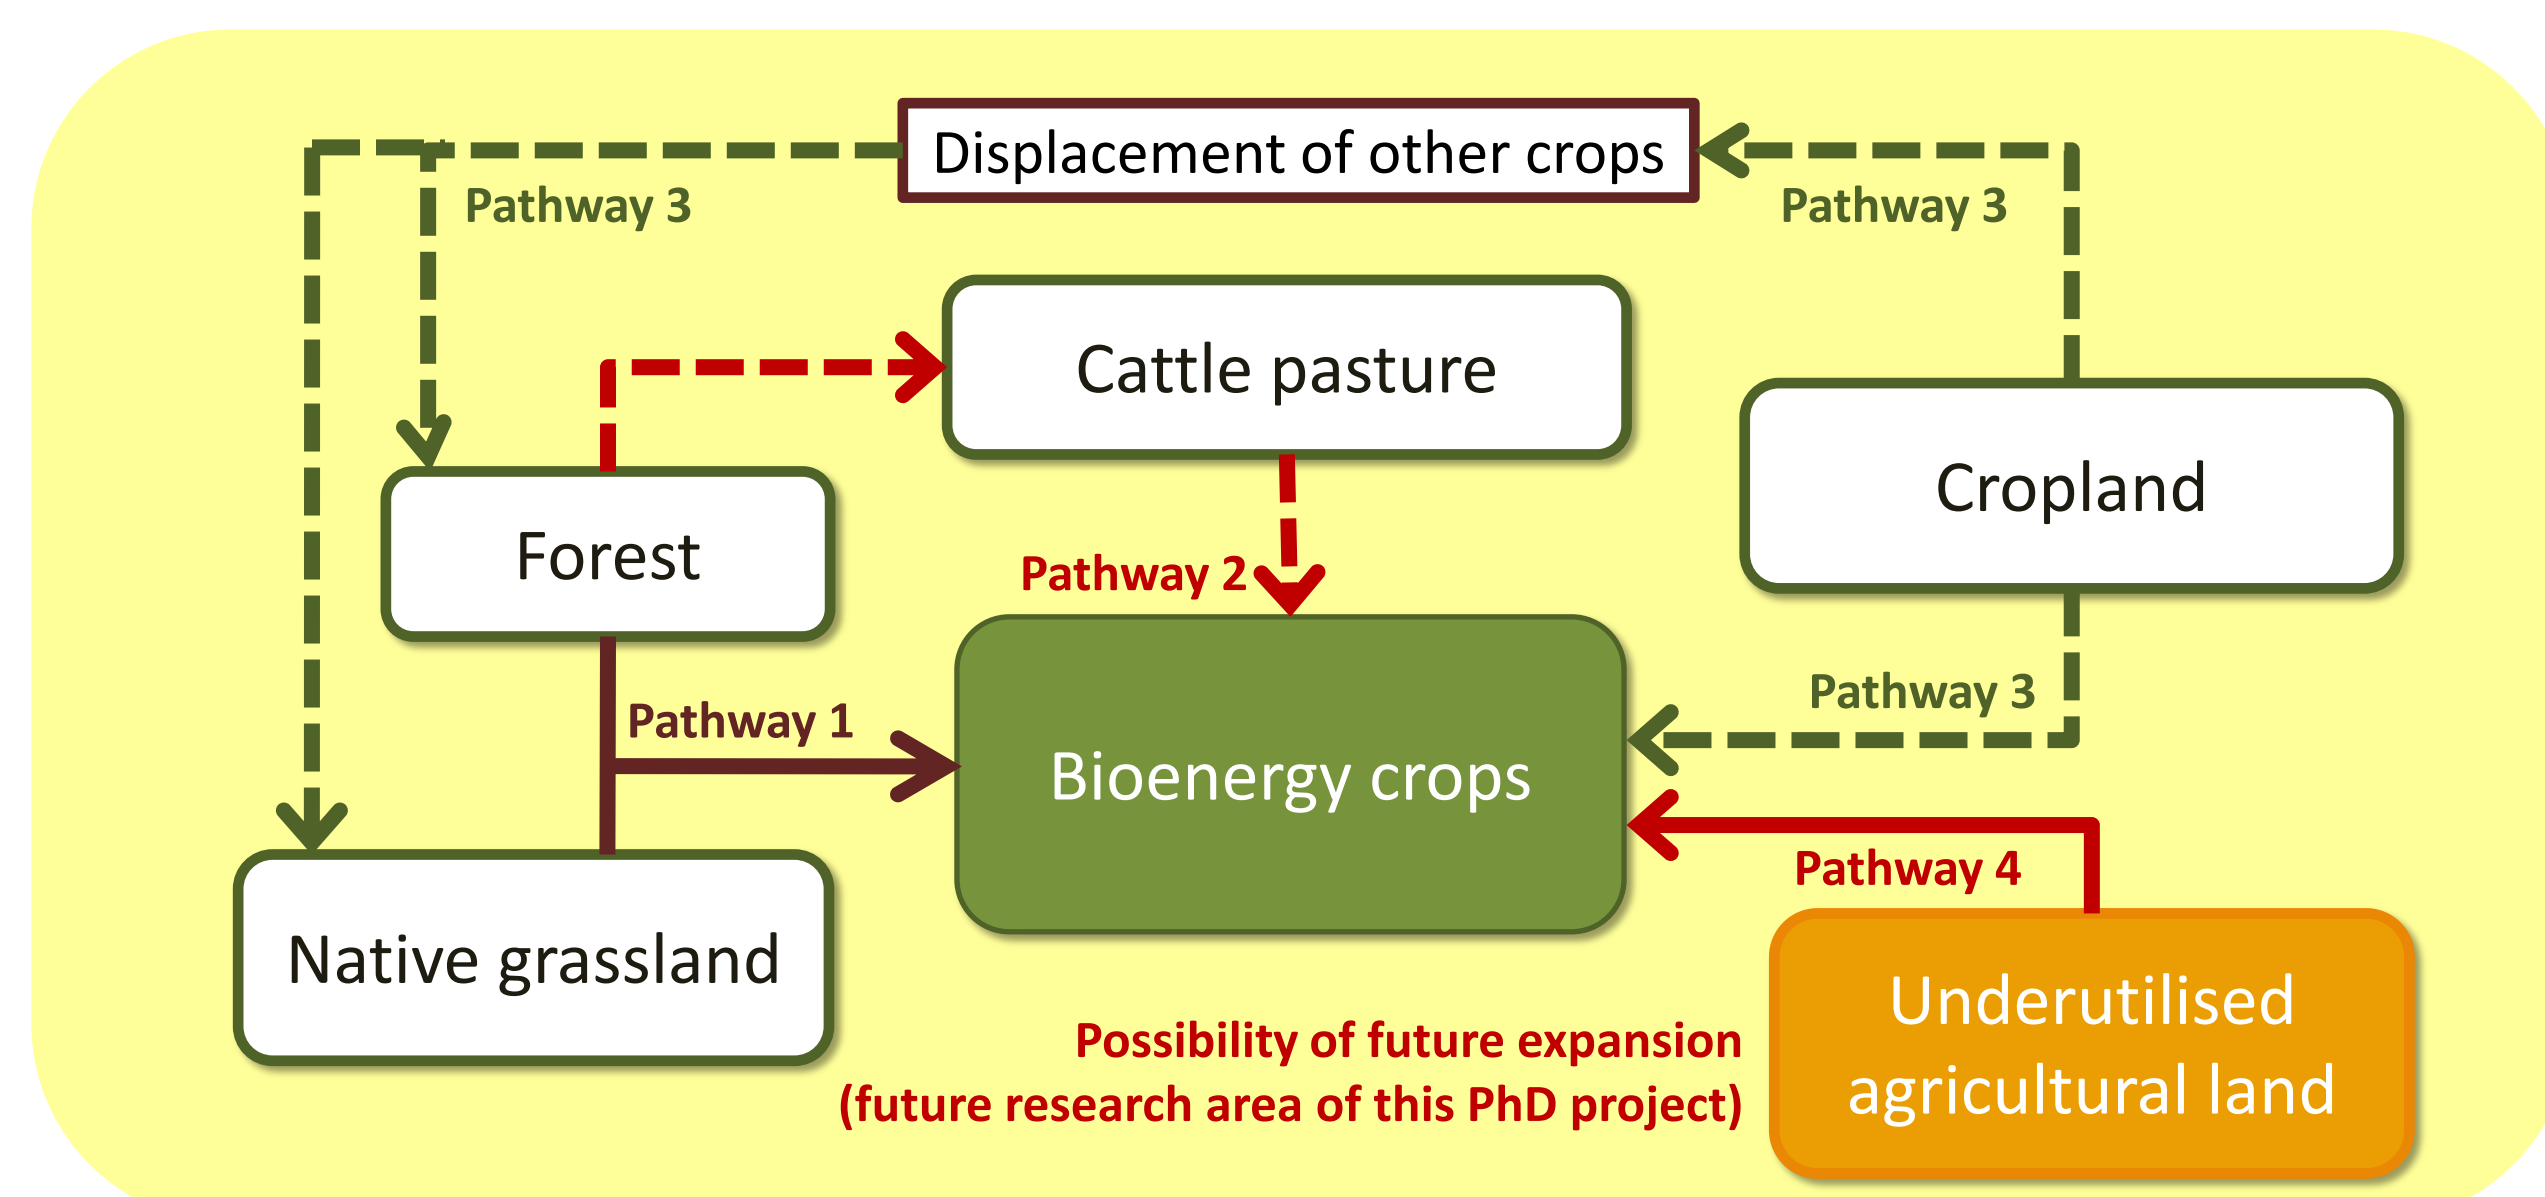 Displacement of other crops
Pathway 3
Pathway 3
Cattle pasture
Cropland
Forest
Pathway 2
Pathway 3
Pathway 1
Bioenergy crops
Pathway 4
Native grassland
Underutilised
agricultural land
Possibility of future expansion
(future research area of this PhD project)